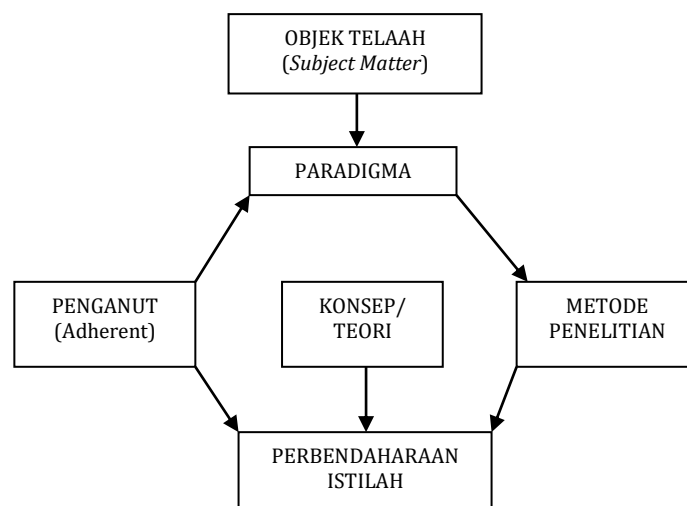 OBJEK TELAAH
(Subject Matter)
PARADIGMA
PENGANUT
(Adherent)
KONSEP/
TEORI
METODE
PENELITIAN
PERBENDAHARAAN
ISTILAH